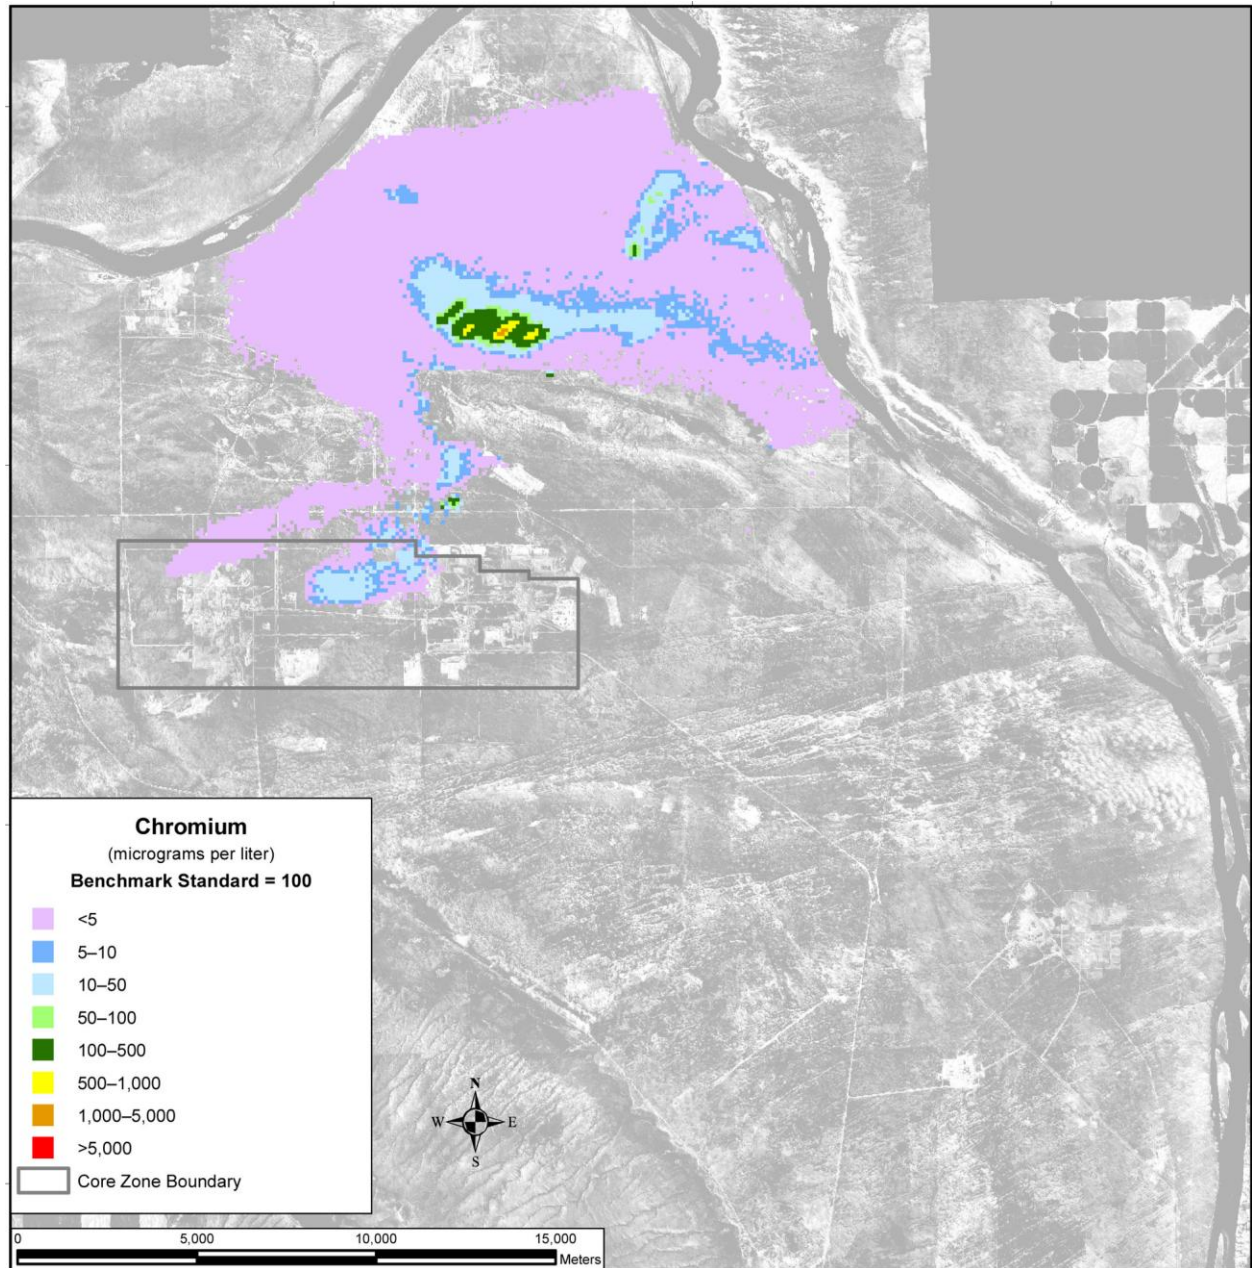 Chromium
(micrograms per liter)
Benchmark Standard = 100
<5
5–10
10–50
50–100
100–500
500–1,000
1,000–5,000
>5,000
Core Zone Boundary
N
W E
S
0 5,000 10,000 15,000
Meters